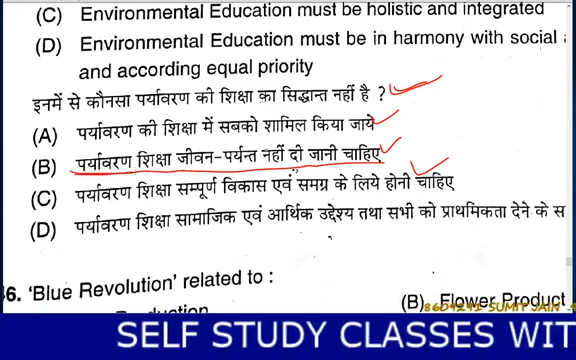 (C) Environmental Education must be holistic and integrated
(D) Environmental Education must be in harmony with social
and according equal priority
इनमें से कौनसा पर्यावरण की शिक्षा का सिद्धान्त नहीं है ?
(A) पर्यावरण की शिक्षा में सबको शामिल किया जाये
(B) पर्यावरण शिक्षा जीवन-पर्यन्त नहीं दी जानी चाहिए
(C) पर्यावरण शिक्षा सम्पूर्ण विकास एवं समग्र के लिये होनी चाहिए
(D) पर्यावरण शिक्षा सामाजिक एवं आर्थिक उद्देश्य तथा सभी को प्राथमिकता देने के स
46. 'Blue Revolution' related to :
(B) Flower Product
SUMIT JAIN
SELF STUDY CLASSES WIT